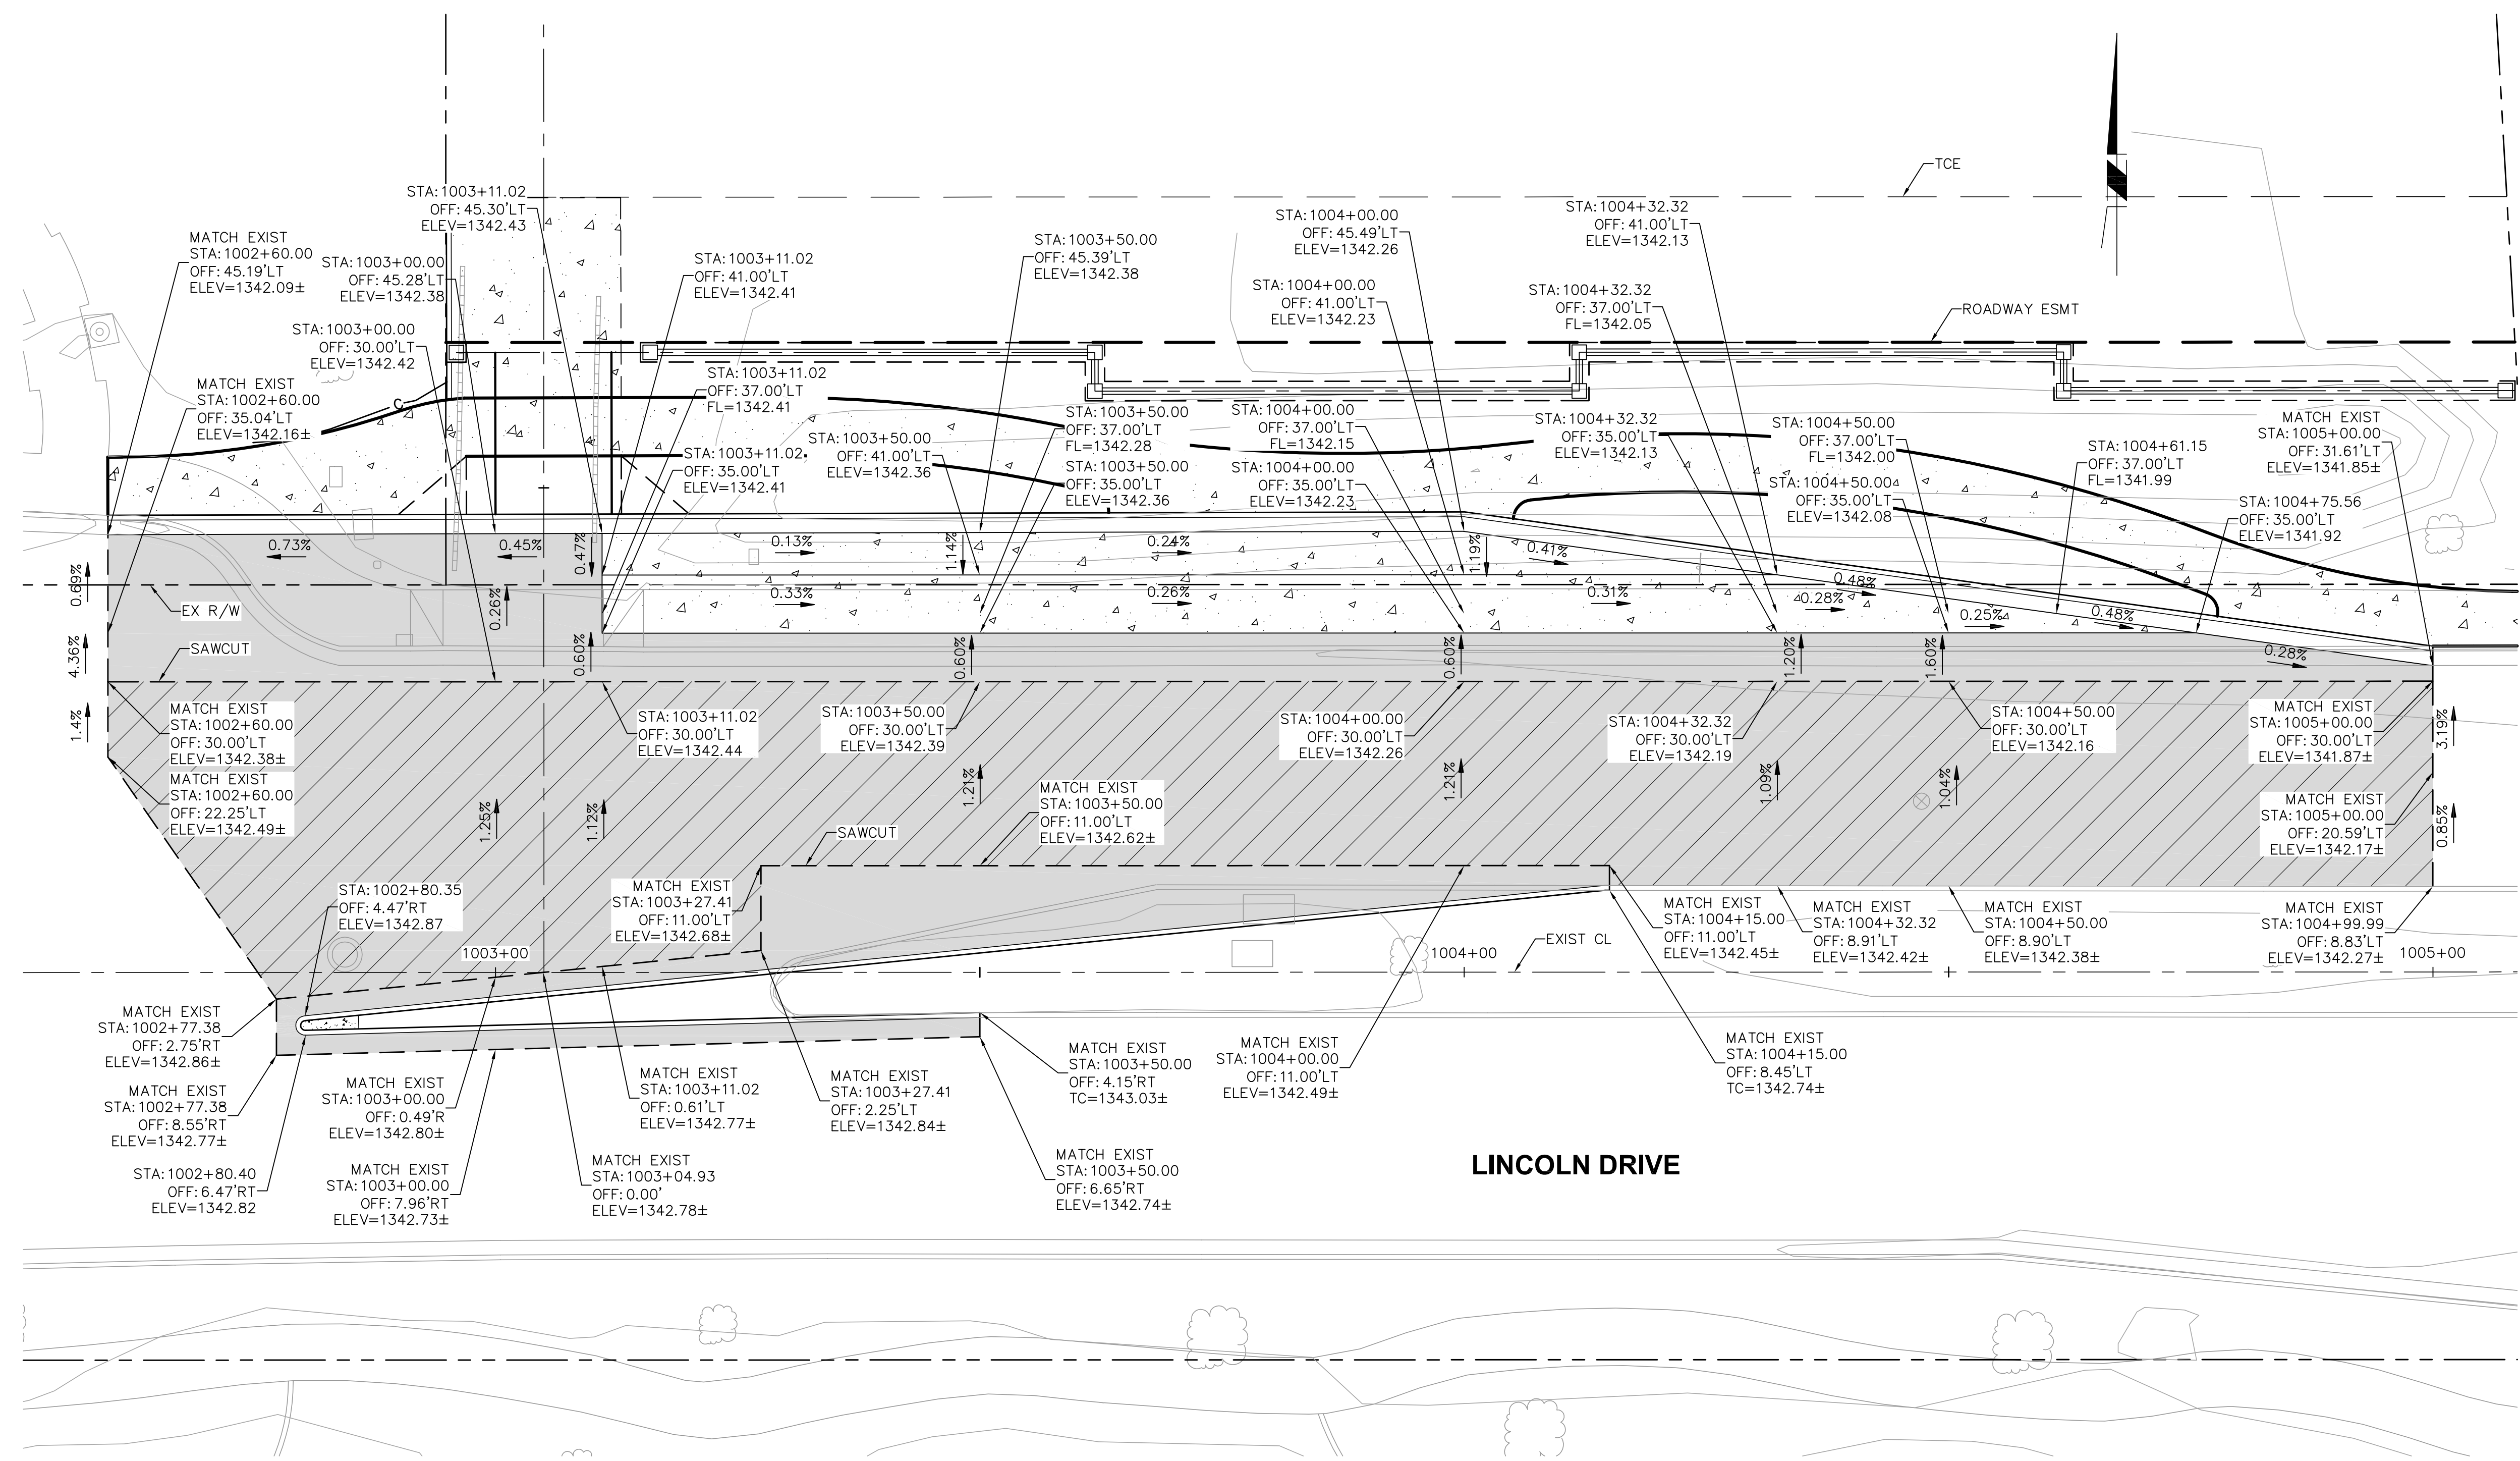 TCE
STA:1003+11.02
OFF:45.30'LT
ELEV=1342.43
MATCH EXIST
STA:1002+60.00
OFF:45.19'LT
ELEV=1342.09±
STA:1003+00.00
OFF:45.28'LT
ELEV=1342.38
STA:1003+11.02
OFF:41.00'LT
ELEV=1342.41
STA:1003+50.00
OFF:45.39'LT
ELEV=1342.38
STA:1004+00.00
OFF:45.49'LT
ELEV=1342.26
STA:1004+32.32
OFF:41.00'LT
ELEV=1342.13
STA:1004+00.00
OFF:41.00'LT
ELEV=1342.23
STA:1004+32.32
OFF:37.00'LT
FL=1342.05
ROADWAY ESMT
STA:1003+00.00
OFF:30.00'LT
ELEV=1342.42
MATCH EXIST
STA:1002+60.00
OFF:35.04'LT
ELEV=1342.16±
C
STA:1003+11.02
OFF:37.00'LT
FL=1342.41
STA:1003+11.02
OFF:35.00'LT
ELEV=1342.41
STA:1003+50.00
OFF:41.00'LT
ELEV=1342.36
STA:1003+50.00
OFF:37.00'LT
FL=1342.28
STA:1003+50.00
OFF:35.00'LT
ELEV=1342.36
STA:1004+00.00
OFF:37.00'LT
FL=1342.15
STA:1004+00.00
OFF:35.00'LT
ELEV=1342.23
STA:1004+32.32
OFF:35.00'LT
ELEV=1342.13
STA:1004+50.00
OFF:37.00'LT
FL=1342.00
STA:1004+50.00
OFF:35.00'LT
ELEV=1342.08
STA:1004+61.15
OFF:37.00'LT
FL=1341.99
MATCH EXIST
STA:1005+00.00
OFF:31.61'LT
ELEV=1341.85±
STA:1004+75.56
OFF:35.00'LT
ELEV=1341.92
0.73%
0.45%
0.47%
0.13%
1.14%
0.24%
1.19%
0.41%
0.48%
0.69%
EX R/W
0.26%
0.33%
0.26%
0.31%
0.28%
0.25%
0.48%
4.36%
SAWCUT
0.60%
0.60%
0.60%
1.20%
1.60%
0.28%
1.4%
MATCH EXIST
STA:1002+60.00
OFF:30.00'LT
ELEV=1342.38±
MATCH EXIST
STA:1002+60.00
OFF:22.25'LT
ELEV=1342.49±
STA:1003+11.02
OFF:30.00'LT
ELEV=1342.44
STA:1003+50.00
OFF:30.00'LT
ELEV=1342.39
STA:1004+00.00
OFF:30.00'LT
ELEV=1342.26
STA:1004+32.32
OFF:30.00'LT
ELEV=1342.19
STA:1004+50.00
OFF:30.00'LT
ELEV=1342.16
MATCH EXIST
STA:1005+00.00
OFF:30.00'LT
ELEV=1341.87±
3.19%
1.25%
1.12%
1.21%
1.21%
1.09%
1.04%
MATCH EXIST
STA:1003+50.00
OFF:11.00'LT
ELEV=1342.62±
SAWCUT
MATCH EXIST
STA:1005+00.00
OFF:20.59'LT
ELEV=1342.17±
0.85%
STA:1002+80.35
OFF:4.47'RT
ELEV=1342.87
MATCH EXIST
STA:1003+27.41
OFF:11.00'LT
ELEV=1342.68±
1003+00
1004+00
EXIST CL
MATCH EXIST
STA:1004+15.00
OFF:11.00'LT
ELEV=1342.45±
MATCH EXIST
STA:1004+32.32
OFF:8.91'LT
ELEV=1342.42±
MATCH EXIST
STA:1004+50.00
OFF:8.90'LT
ELEV=1342.38±
MATCH EXIST
STA:1004+99.99
OFF:8.83'LT
ELEV=1342.27±
1005+00
MATCH EXIST
STA:1002+77.38
OFF:2.75'RT
ELEV=1342.86±
MATCH EXIST
STA:1002+77.38
OFF:8.55'RT
ELEV=1342.77±
STA:1002+80.40
OFF:6.47'RT
ELEV=1342.82
MATCH EXIST
STA:1003+00.00
OFF:0.49'R
ELEV=1342.80±
MATCH EXIST
STA:1003+00.00
OFF:7.96'RT
ELEV=1342.73±
MATCH EXIST
STA:1003+11.02
OFF:0.61'LT
ELEV=1342.77±
MATCH EXIST
STA:1003+04.93
OFF:0.00'
ELEV=1342.78±
MATCH EXIST
STA:1003+27.41
OFF:2.25'LT
ELEV=1342.84±
MATCH EXIST
STA:1003+50.00
OFF:4.15'RT
TC=1343.03±
MATCH EXIST
STA:1003+50.00
OFF:6.65'RT
ELEV=1342.74±
MATCH EXIST
STA:1004+00.00
OFF:11.00'LT
ELEV=1342.49±
MATCH EXIST
STA:1004+15.00
OFF:8.45'LT
TC=1342.74±
LINCOLN DRIVE